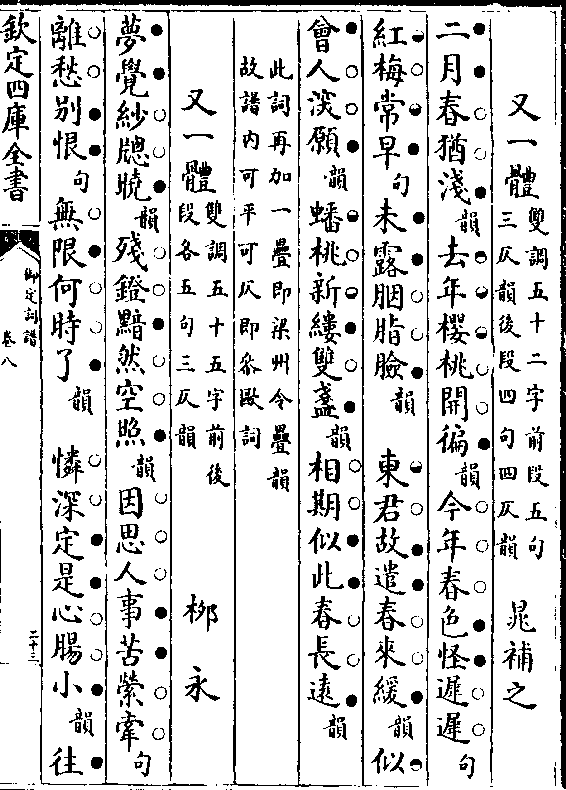 又一體 雙調五十二字前段五句三仄韻後段四句四仄韻 晁補之
二月春猶淺韻去年櫻桃開徧韻今年春色怪遲遲句
紅梅常早句未露胭脂臉韻 東君故遣春來緩韻似
會人深願韻蟠桃新縷雙盞韻相期似此春長遠韻
此詞再加一疊即梁州令疊韻
故譜内可平可仄即叅歐詞
又一體 雙調五十五字前後段各五句三仄韻 栁永
夢覺紗牕曉韻殘鐙黯然空照韻因思人事苦縈牽句
離愁别恨句無限何時了韻 憐深定是心腸小韻往
欽定四庫全書
御定詞譜
卷八
二十三